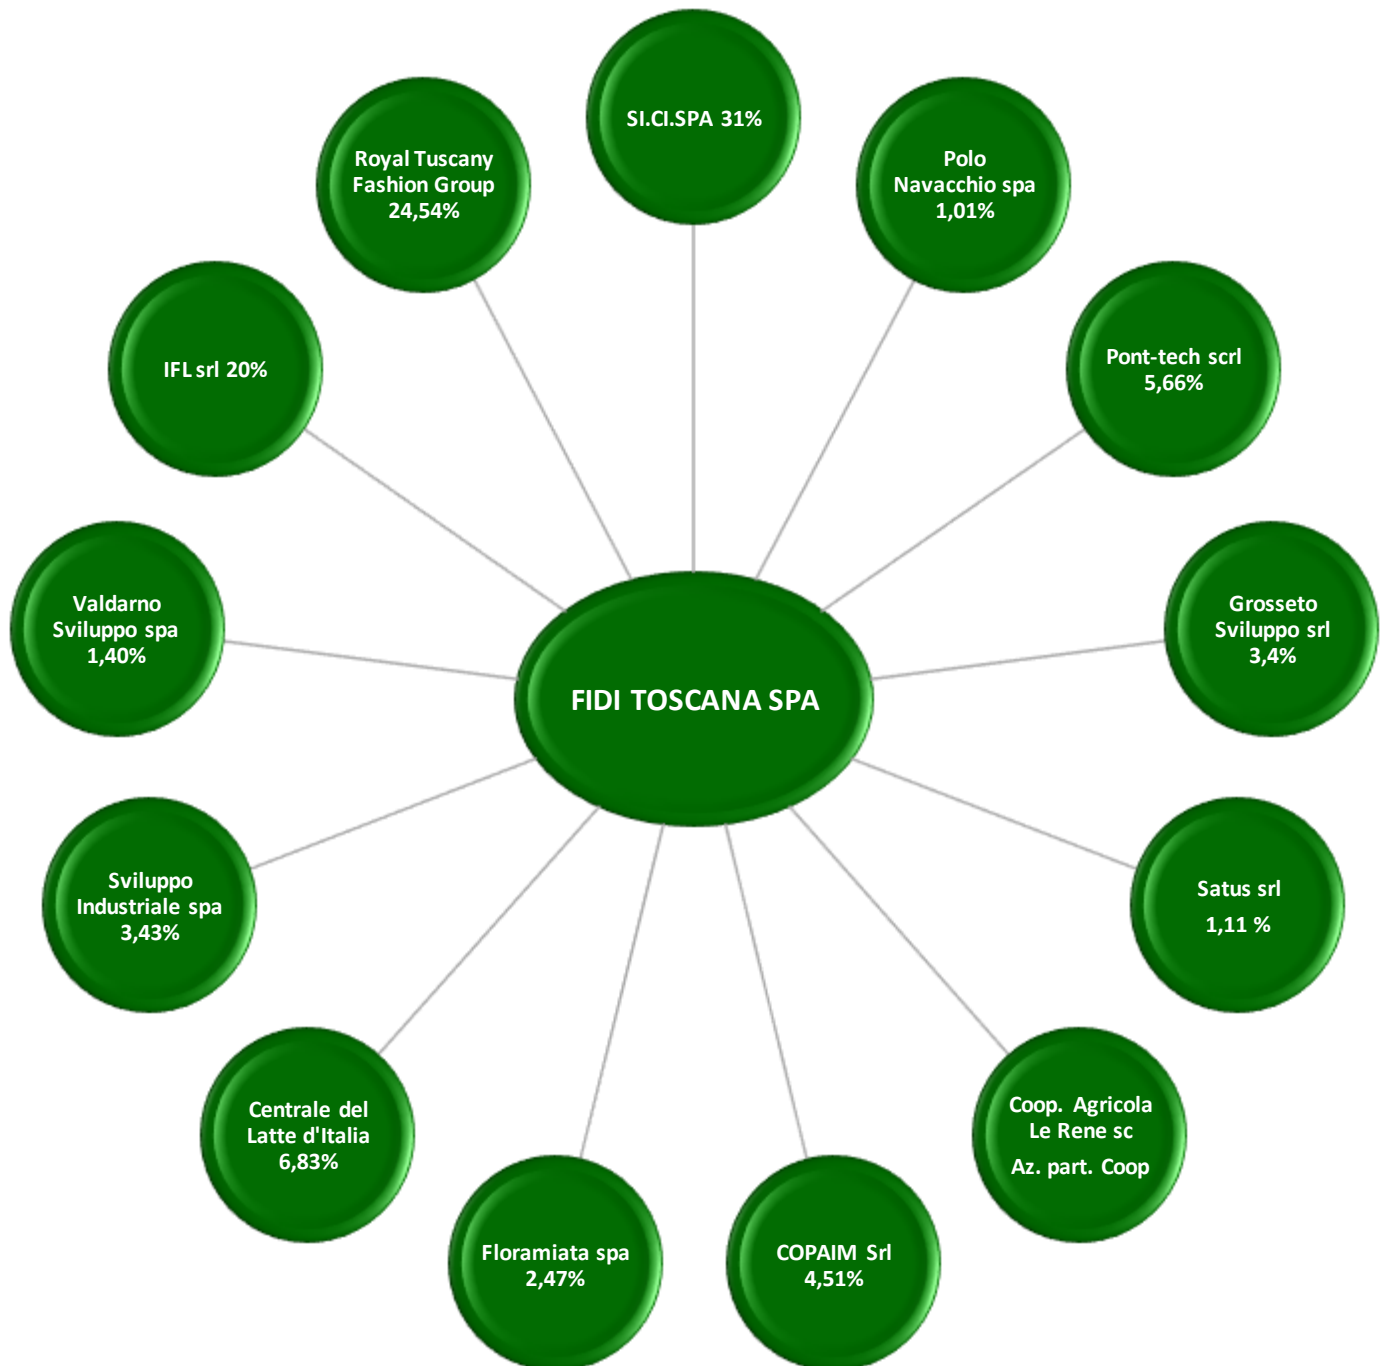 SI.CI.SPA 31%
Polo
Navacchio spa
1,01%
Pont-tech scrl
5,66%
Grosseto
Sviluppo srl
3,4%
Satus srl
1,11 %
Coop. Agricola
Le Rene sc
Az. part. Coop
COPAIM Srl
4,51%
Floramiata spa
2,47%
Centrale del
Latte d'Italia
6,83%
Sviluppo
Industriale spa
3,43%
Valdarno
Sviluppo spa
1,40%
IFL srl 20%
Royal Tuscany
Fashion Group
24,54%
FIDI TOSCANA SPA